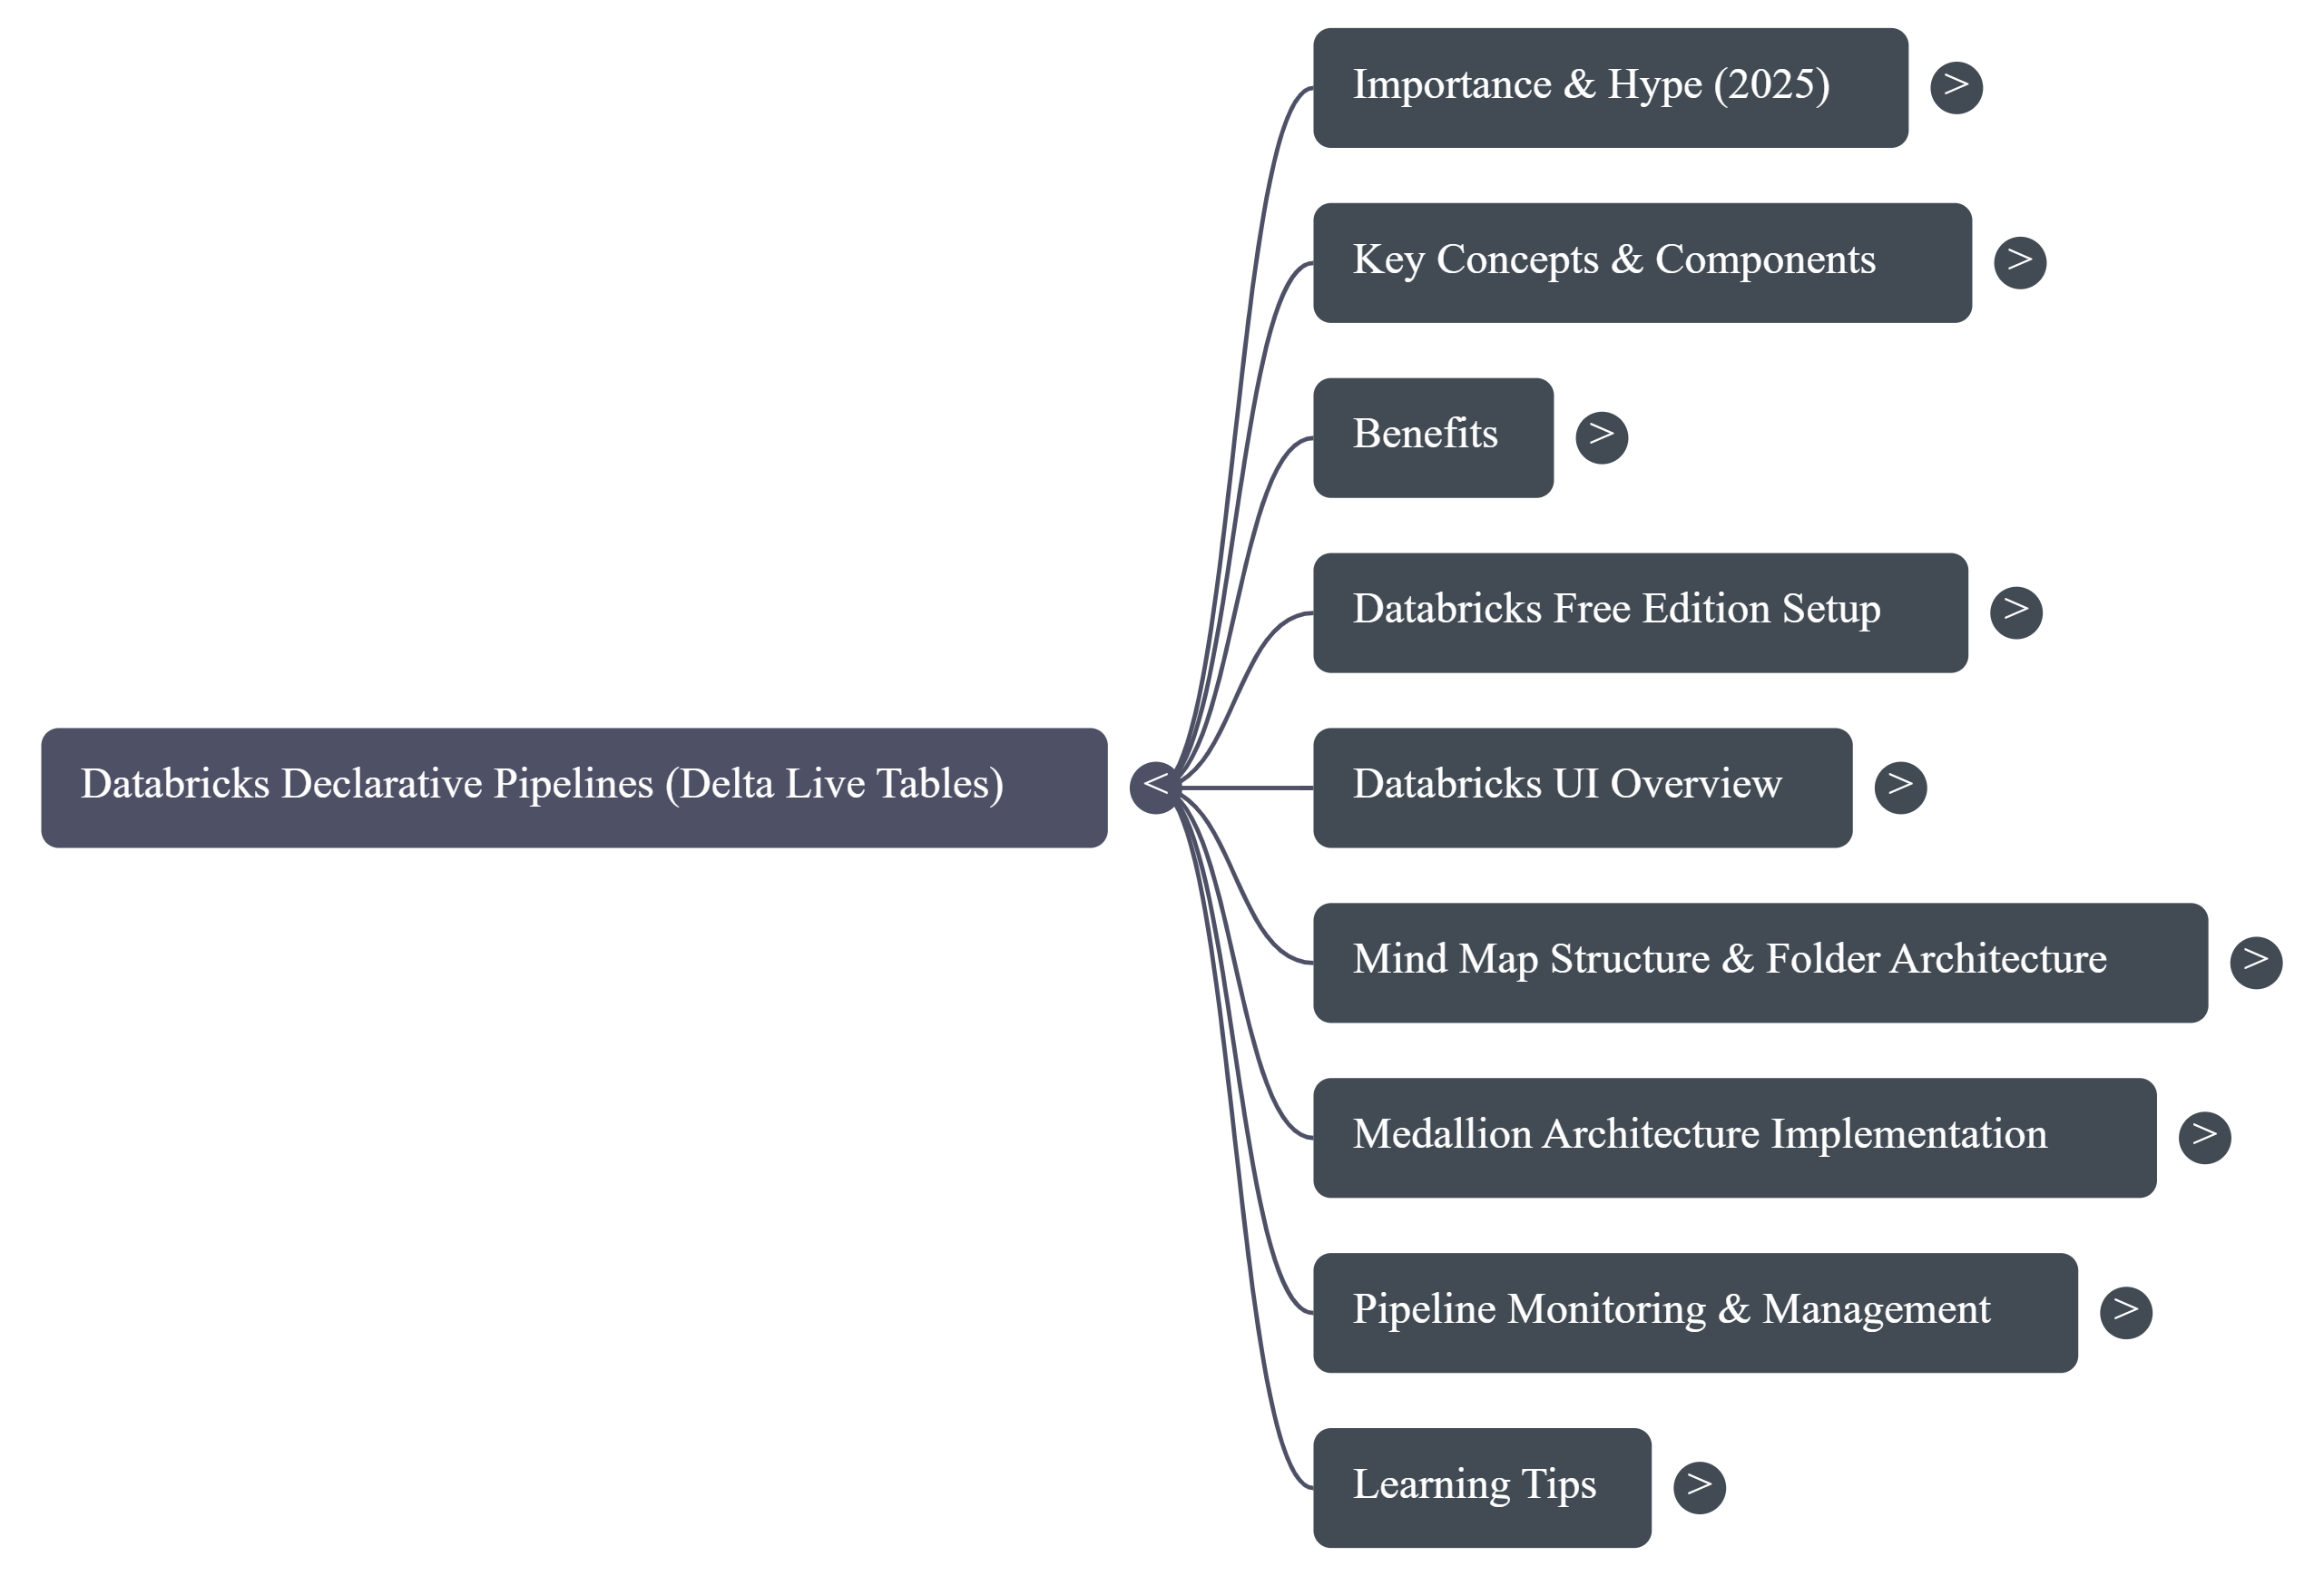 Importance & Hype (2025) >
Key Concepts & Components >
Benefits >
Databricks Free Edition Setup >
Databricks Declarative Pipelines (Delta Live Tables) <
Databricks UI Overview >
Mind Map Structure & Folder Architecture >
Medallion Architecture Implementation >
Pipeline Monitoring & Management >
Learning Tips >